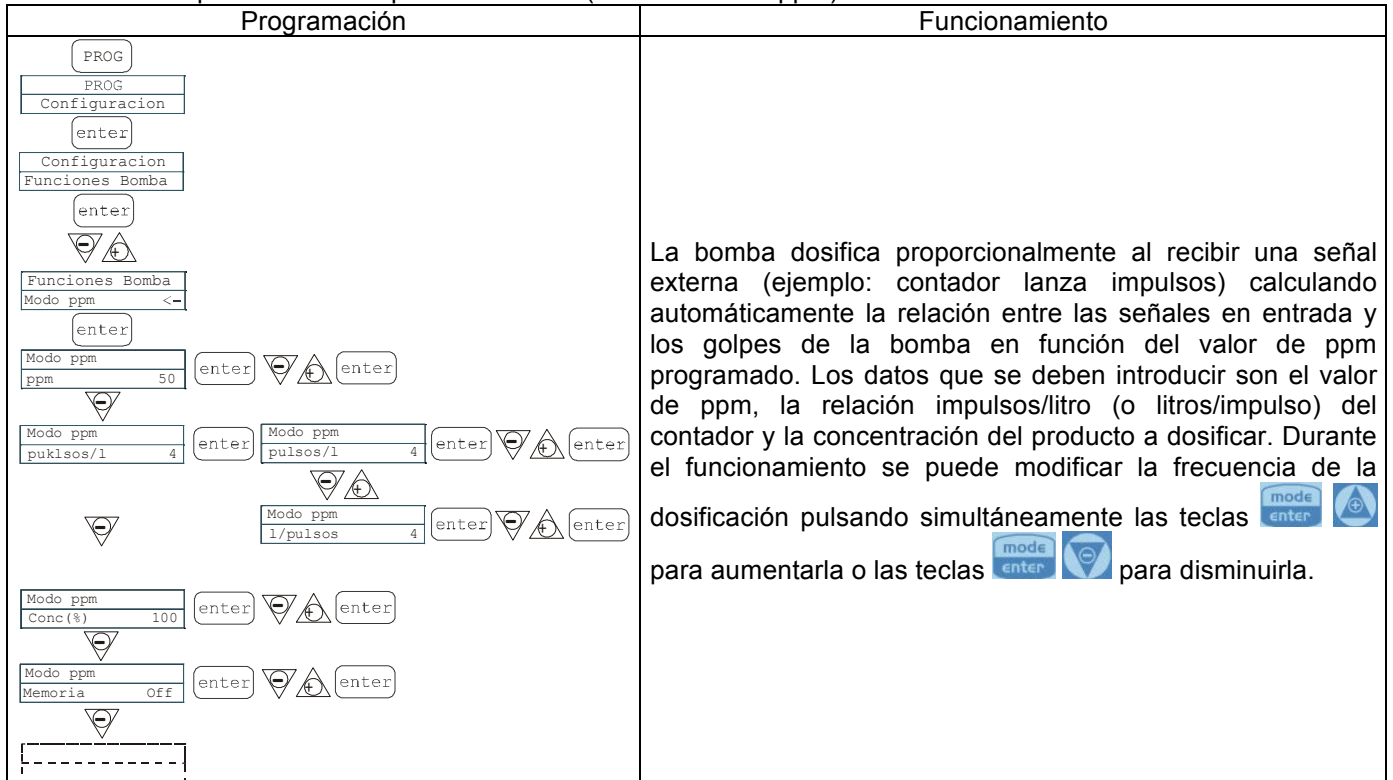 Programación
Funcionamiento
PROG
PROG
Configuracion
enter
Configuracion
Funciones Bomba
enter
Funciones Bomba
Modo ppm <-
enter
Modo ppm
ppm 50
enter
enter
Modo ppm
puklsos/l 4
enter
Modo ppm
pulsos/l 4
enter
enter
Modo ppm
l/pulsos 4
enter
enter
Modo ppm
Conc(%) 100
enter
enter
Modo ppm
Memoria Off
enter
enter
La bomba dosifica proporcionalmente al recibir una señal
externa (ejemplo: contador lanza impulsos) calculando
automáticamente la relación entre las señales en entrada y
los golpes de la bomba en función del valor de ppm
programado. Los datos que se deben introducir son el valor
de ppm, la relación impulsos/litro (o litros/impulso) del
contador y la concentración del producto a dosificar. Durante
el funcionamiento se puede modificar la frecuencia de la
dosificación pulsando simultáneamente las teclas mode enter
para aumentarla o las teclas mode enter para disminuirla.